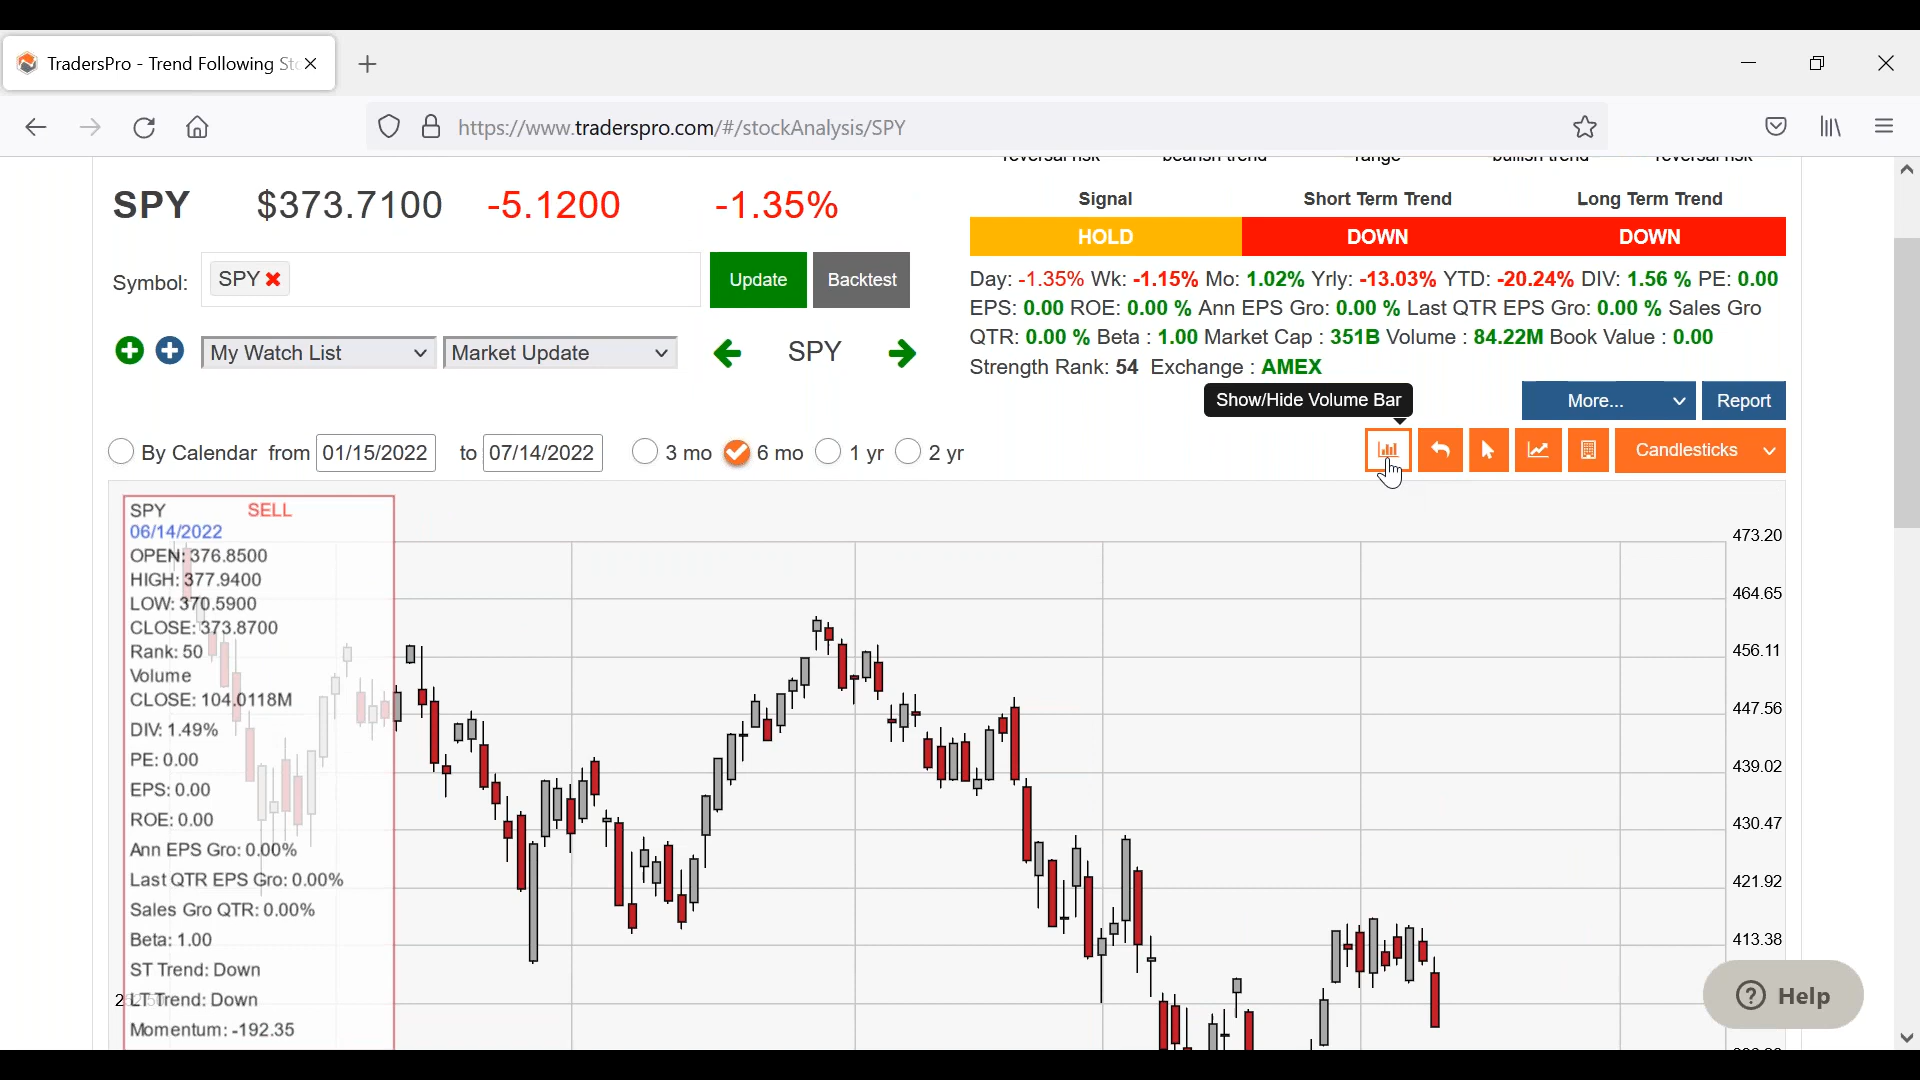 TradersPro - Trend Following Sto
https://www.traderspro.com/#/stockAnalysis/SPY
reversal risk bearish trend range bullish trend reversal risk
SPY $373.7100 -5.1200 -1.35%
Signal Short Term Trend Long Term Trend
HOLD DOWN DOWN
Symbol: SPY Update Backtest
Day: -1.35% Wk: -1.15% Mo: 1.02% Yrly: -13.03% YTD: -20.24% DIV: 1.56 % PE: 0.00
EPS: 0.00 ROE: 0.00 % Ann EPS Gro: 0.00 % Last QTR EPS Gro: 0.00 % Sales Gro
QTR: 0.00 % Beta : 1.00 Market Cap : 351B Volume : 84.22M Book Value : 0.00
Strength Rank: 54 Exchange : AMEX
My Watch List Market Update SPY
Show/Hide Volume Bar
More... Report
By Calendar from 01/15/2022 to 07/14/2022 3 mo 6 mo 1 yr 2 yr
Candlesticks
SPY SELL
06/14/2022
OPEN: 376.8500
HIGH: 377.9400
LOW: 370.5900
CLOSE: 373.8700
Rank: 50
Volume
CLOSE: 104.0118M
DIV: 1.49%
PE: 0.00
EPS: 0.00
ROE: 0.00
Ann EPS Gro: 0.00%
Last QTR EPS Gro: 0.00%
Sales Gro QTR: 0.00%
Beta: 1.00
ST Trend: Down
LT Trend: Down
Momentum: -192.35
473.20
464.65
456.11
447.56
439.02
430.47
421.92
413.38
Help